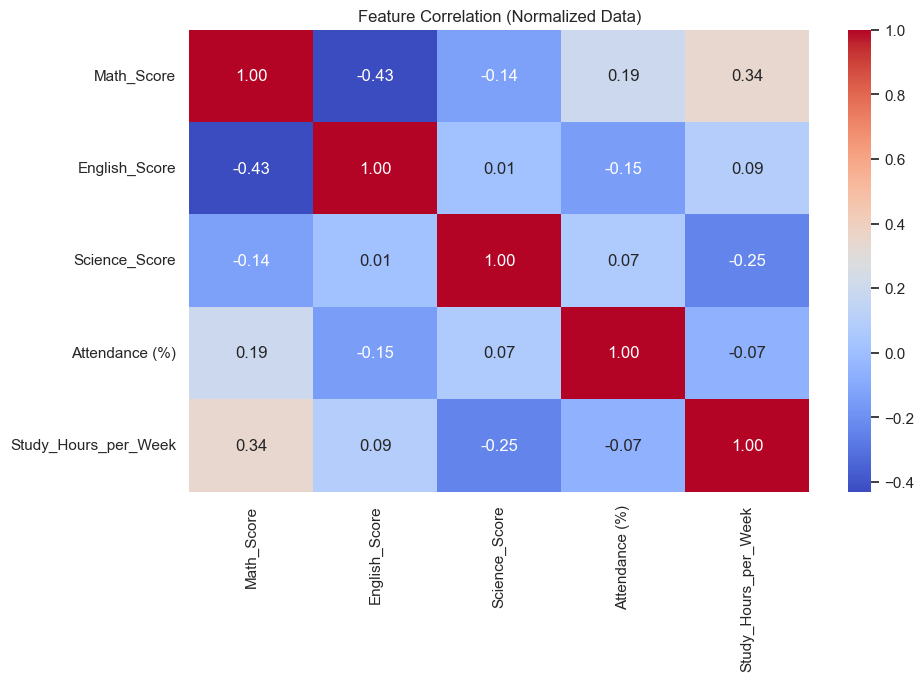 Feature Correlation (Normalized Data)
Math_Score 1.00 -0.43 -0.14 0.19 0.34
English_Score -0.43 1.00 0.01 -0.15 0.09
Science_Score -0.14 0.01 1.00 0.07 -0.25
Attendance (%) 0.19 -0.15 0.07 1.00 -0.07
Study_Hours_per_Week 0.34 0.09 -0.25 -0.07 1.00
Math_Score
English_Score
Science_Score
Attendance (%)
Study_Hours_per_Week
1.0
0.8
0.6
0.4
0.2
0.0
−0.2
−0.4